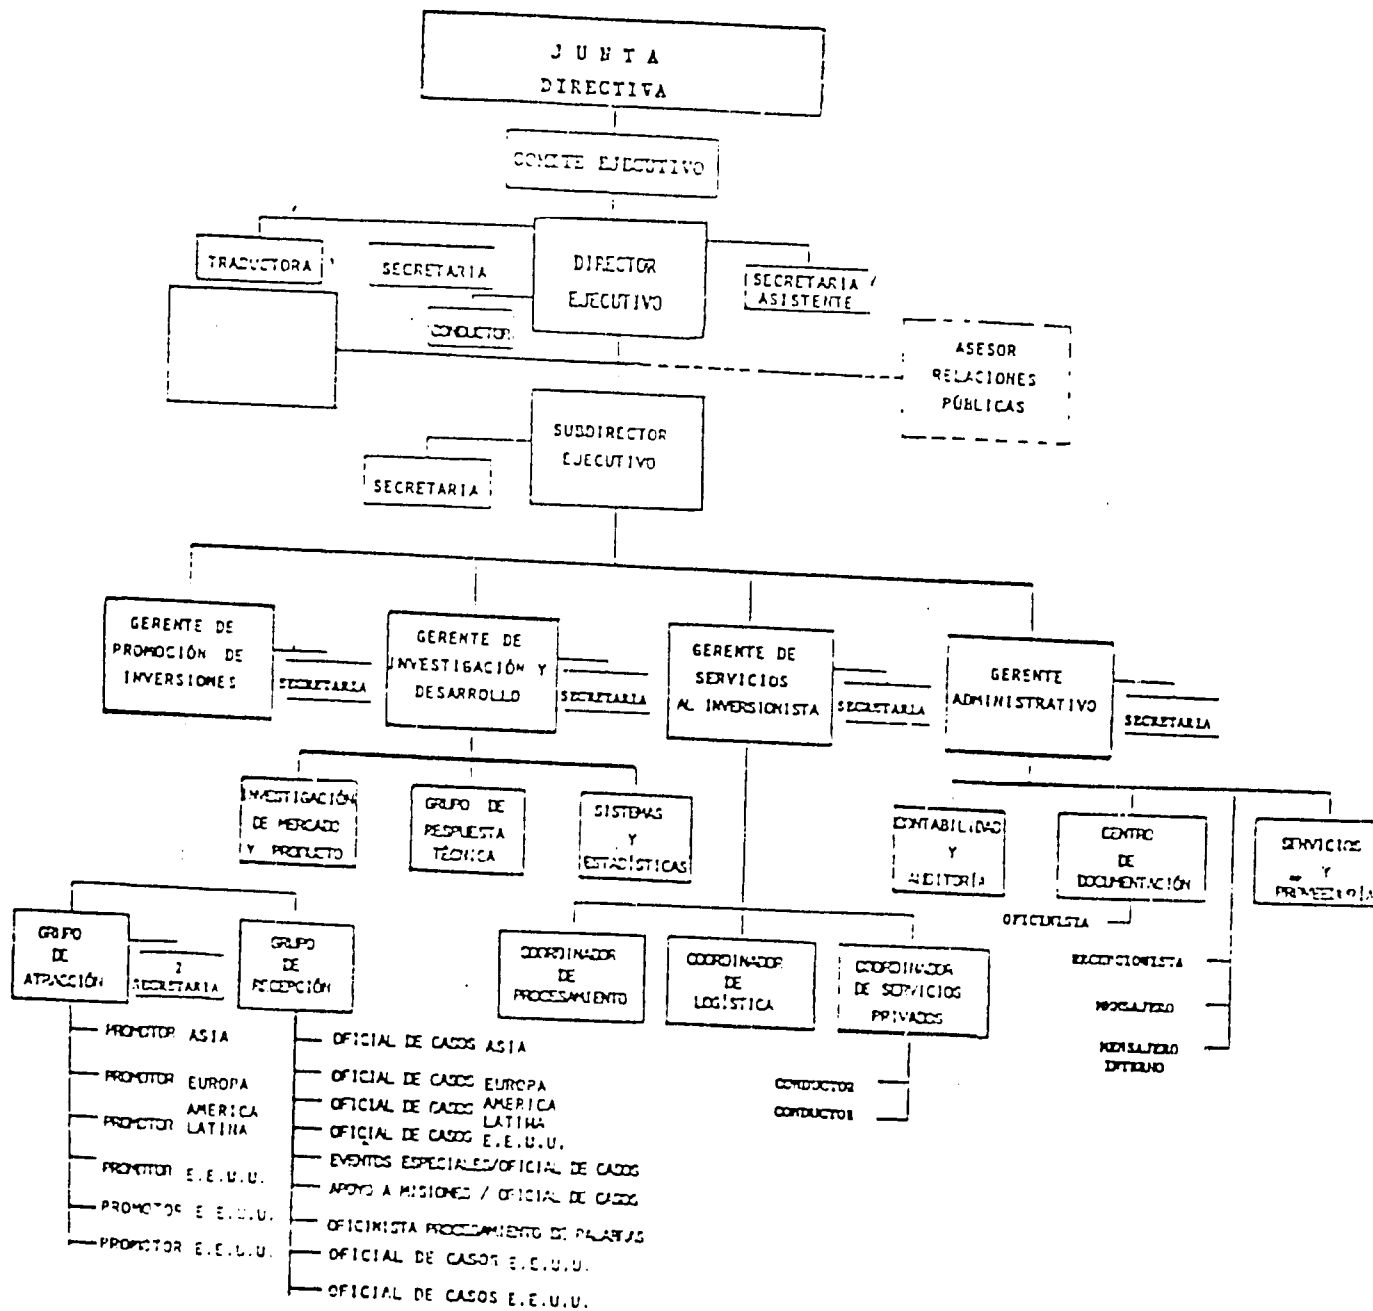 JUNTA
DIRECTIVA
COMITE EJECUTIVO
TRADUCTORA
SECRETARIA
DIRECTOR
EJECUTIVO
SECRETARIA /
ASISTENTE
CONDUCTOR
ASESOR
RELACIONES
PÚBLICAS
SUBDIRECTOR
EJECUTIVO
SECRETARIA
GERENTE DE
PROMOCIÓN DE
INVERSIONES
SECRETARIA
GERENTE DE
INVESTIGACIÓN Y
DESARROLLO
SECRETARIA
GERENTE DE
SERVICIOS
AL INVERSIONISTA
SECRETARIA
GERENTE
ADMINISTRATIVO
SECRETARIA
INVESTIGACIÓN
DE MERCADO
Y PRODUCTO
GRUPO DE
RESPUESTA
TÉCNICA
SISTEMAS
Y
ESTADÍSTICAS
CONTABILIDAD
Y
AUDITORÍA
CENTRO
DE
DOCUMENTACIÓN
SERVICIOS
Y
PROVEEDURÍA
OFICINISTA
RECEPCIONISTA
MENSAJERO
MENSAJERO
INTERNO
GRUPO
DE
ATRACCIÓN
2
SECRETARIA
GRUPO
DE
RECEPCIÓN
COORDINADOR
DE
PROCESAMIENTO
COORDINADOR
DE
LOGÍSTICA
COORDINADOR
DE SERVICIOS
PRIVADOS
CONDUCTOR
CONDUCTOR
PROMOTOR ASIA
PROMOTOR EUROPA
PROMOTOR AMERICA LATINA
PROMOTOR E.E.U.U.
PROMOTOR E.E.U.U.
PROMOTOR E.E.U.U.
OFICIAL DE CASOS ASIA
OFICIAL DE CASOS EUROPA
OFICIAL DE CASOS AMERICA LATINA
OFICIAL DE CASOS E.E.U.U.
EVENTOS ESPECIALES/OFICIAL DE CASOS
APOYO A MISIONES / OFICIAL DE CASOS
OFICINISTA PROCESAMIENTO DE PALABRAS
OFICIAL DE CASOS E.E.U.U.
OFICIAL DE CASOS E.E.U.U.